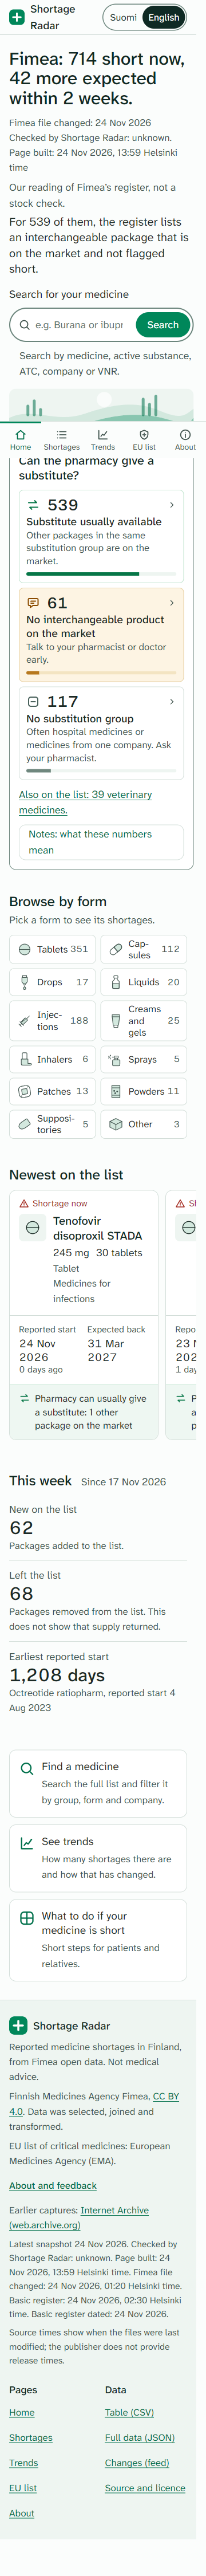 Shortage
Radar
Suomi
English
Fimea: 714 short now,
42 more expected
within 2 weeks.
Fimea file changed: 24 Nov 2026
Checked by Shortage Radar: unknown.
Page built: 24 Nov 2026, 13:59 Helsinki
time
Our reading of Fimea's register, not a
stock check.
For 539 of them, the register lists
an interchangeable package that is
on the market and not flagged
short.
Search for your medicine
e.g. Burana or ibupr
Search
Search by medicine, active substance,
ATC, company or VNR.
Home
Shortages
Trends
EU list
About
Can the pharmacy give a
substitute?
539
Substitute usually available
Other packages in the same
substitution group are on the
market.
61
No interchangeable product
on the market
Talk to your pharmacist or doctor
early.
117
No substitution group
Often hospital medicines or
medicines from one company. Ask
your pharmacist.
Also on the list: 39 veterinary
medicines.
Notes: what these numbers
mean
Browse by form
Pick a form to see its shortages.
Tablets 351
Cap-
sules
112
Drops 17
Liquids 20
Injec-
tions
188
Creams
and
gels
25
Inhalers 6
Sprays 5
Patches 13
Powders 11
Supposi-
tories
5
Other 3
Newest on the list
Shortage now
Tenofovir
disoproxil STADA
245 mg 30 tablets
Tablet
Medicines for
infections
Reported start
24 Nov
2026
0 days ago
Expected back
31 Mar
2027
Pharmacy can usually give
a substitute: 1 other
package on the market
This week Since 17 Nov 2026
New on the list
62
Packages added to the list.
Left the list
68
Packages removed from the list. This
does not show that supply returned.
Earliest reported start
1,208 days
Octreotide ratiopharm, reported start 4
Aug 2023
Find a medicine
Search the full list and filter it
by group, form and company.
See trends
How many shortages there are
and how that has changed.
What to do if your
medicine is short
Short steps for patients and
relatives.
Shortage Radar
Reported medicine shortages in Finland,
from Fimea open data. Not medical
advice.
Finnish Medicines Agency Fimea, CC BY
4.0. Data was selected, joined and
transformed.
EU list of critical medicines: European
Medicines Agency (EMA).
About and feedback
Earlier captures: Internet Archive
(web.archive.org)
Latest snapshot 24 Nov 2026. Checked by
Shortage Radar: unknown. Page built: 24
Nov 2026, 13:59 Helsinki time. Fimea file
changed: 24 Nov 2026, 01:20 Helsinki time.
Basic register: 24 Nov 2026, 02:30 Helsinki
time. Basic register dated: 24 Nov 2026.
Source times show when the files were last
modified; the publisher does not provide
release times.
Pages
Home
Shortages
Trends
EU list
About
Data
Table (CSV)
Full data (JSON)
Changes (feed)
Source and licence